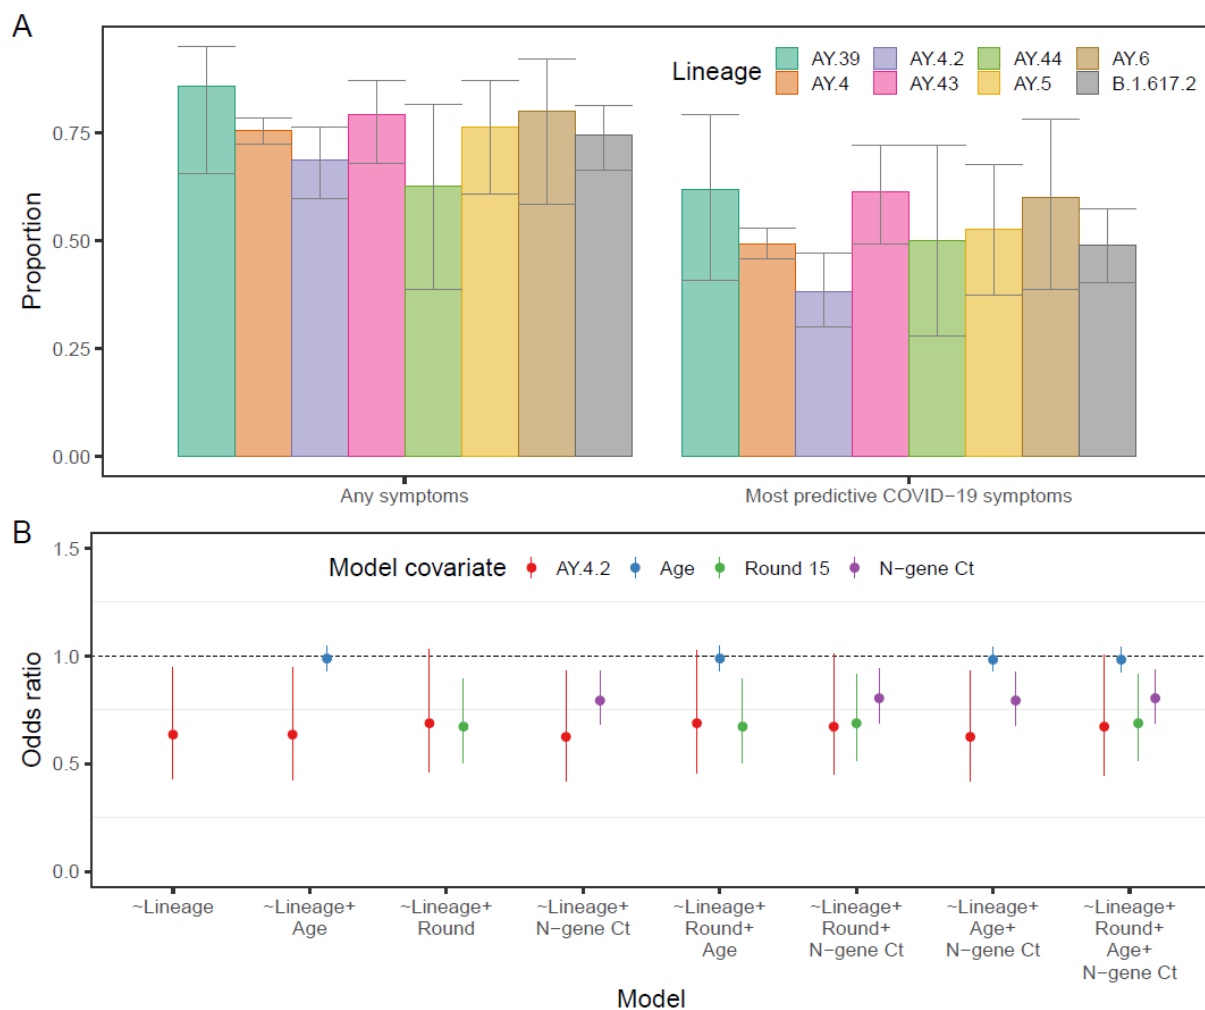 A
Lineage
AY.39 AY.4.2 AY.44 AY.6
AY.4 AY.43 AY.5 B.1.617.2
Proportion
0.75
0.50
0.25
0.00
Any symptoms Most predictive COVID−19 symptoms
B
Model covariate AY.4.2 Age Round 15 N−gene Ct
Odds ratio
1.5
1.0
0.5
0.0
~Lineage
~Lineage+
Age
~Lineage+
Round
~Lineage+
N−gene Ct
~Lineage+
Round+
Age
~Lineage+
Round+
N−gene Ct
~Lineage+
Age+
N−gene Ct
~Lineage+
Round+
Age+
N−gene Ct
Model